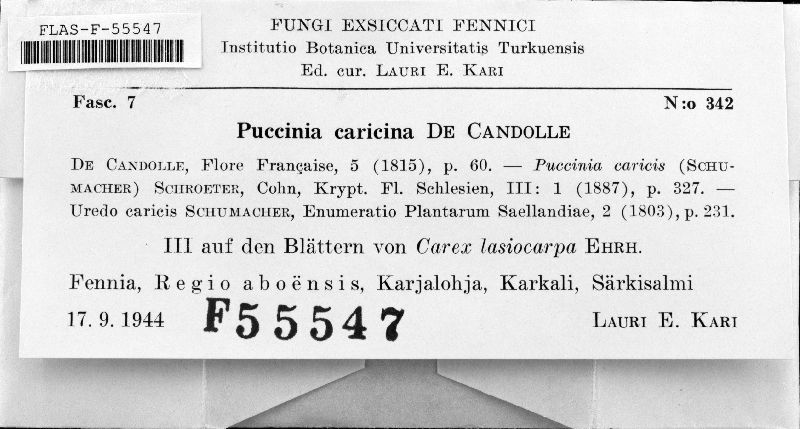 FLAS-F-55547
FUNGI EXSICCATI FENNICI
Institutio Botanica Universitatis Turkuensis
Ed. cur. LAURI E. KARI
Fasc. 7 N:o 342
Puccinia caricina DE CANDOLLE
DE CANDOLLE, Flore Française, 5 (1815), p. 60. — Puccinia caricis (SCHU-
MACHER) SCHROETER, Cohn, Krypt. Fl. Schlesien, III: 1 (1887), p. 327. —
Uredo caricis SCHUMACHER, Enumeratio Plantarum Saellandiae, 2 (1803), p. 231.
III auf den Blättern von Carex lasiocarpa EHRH.
Fennia, Regio aboënsis, Karjalohja, Karkali, Särkisalmi
17. 9. 1944 F55547 LAURI E. KARI